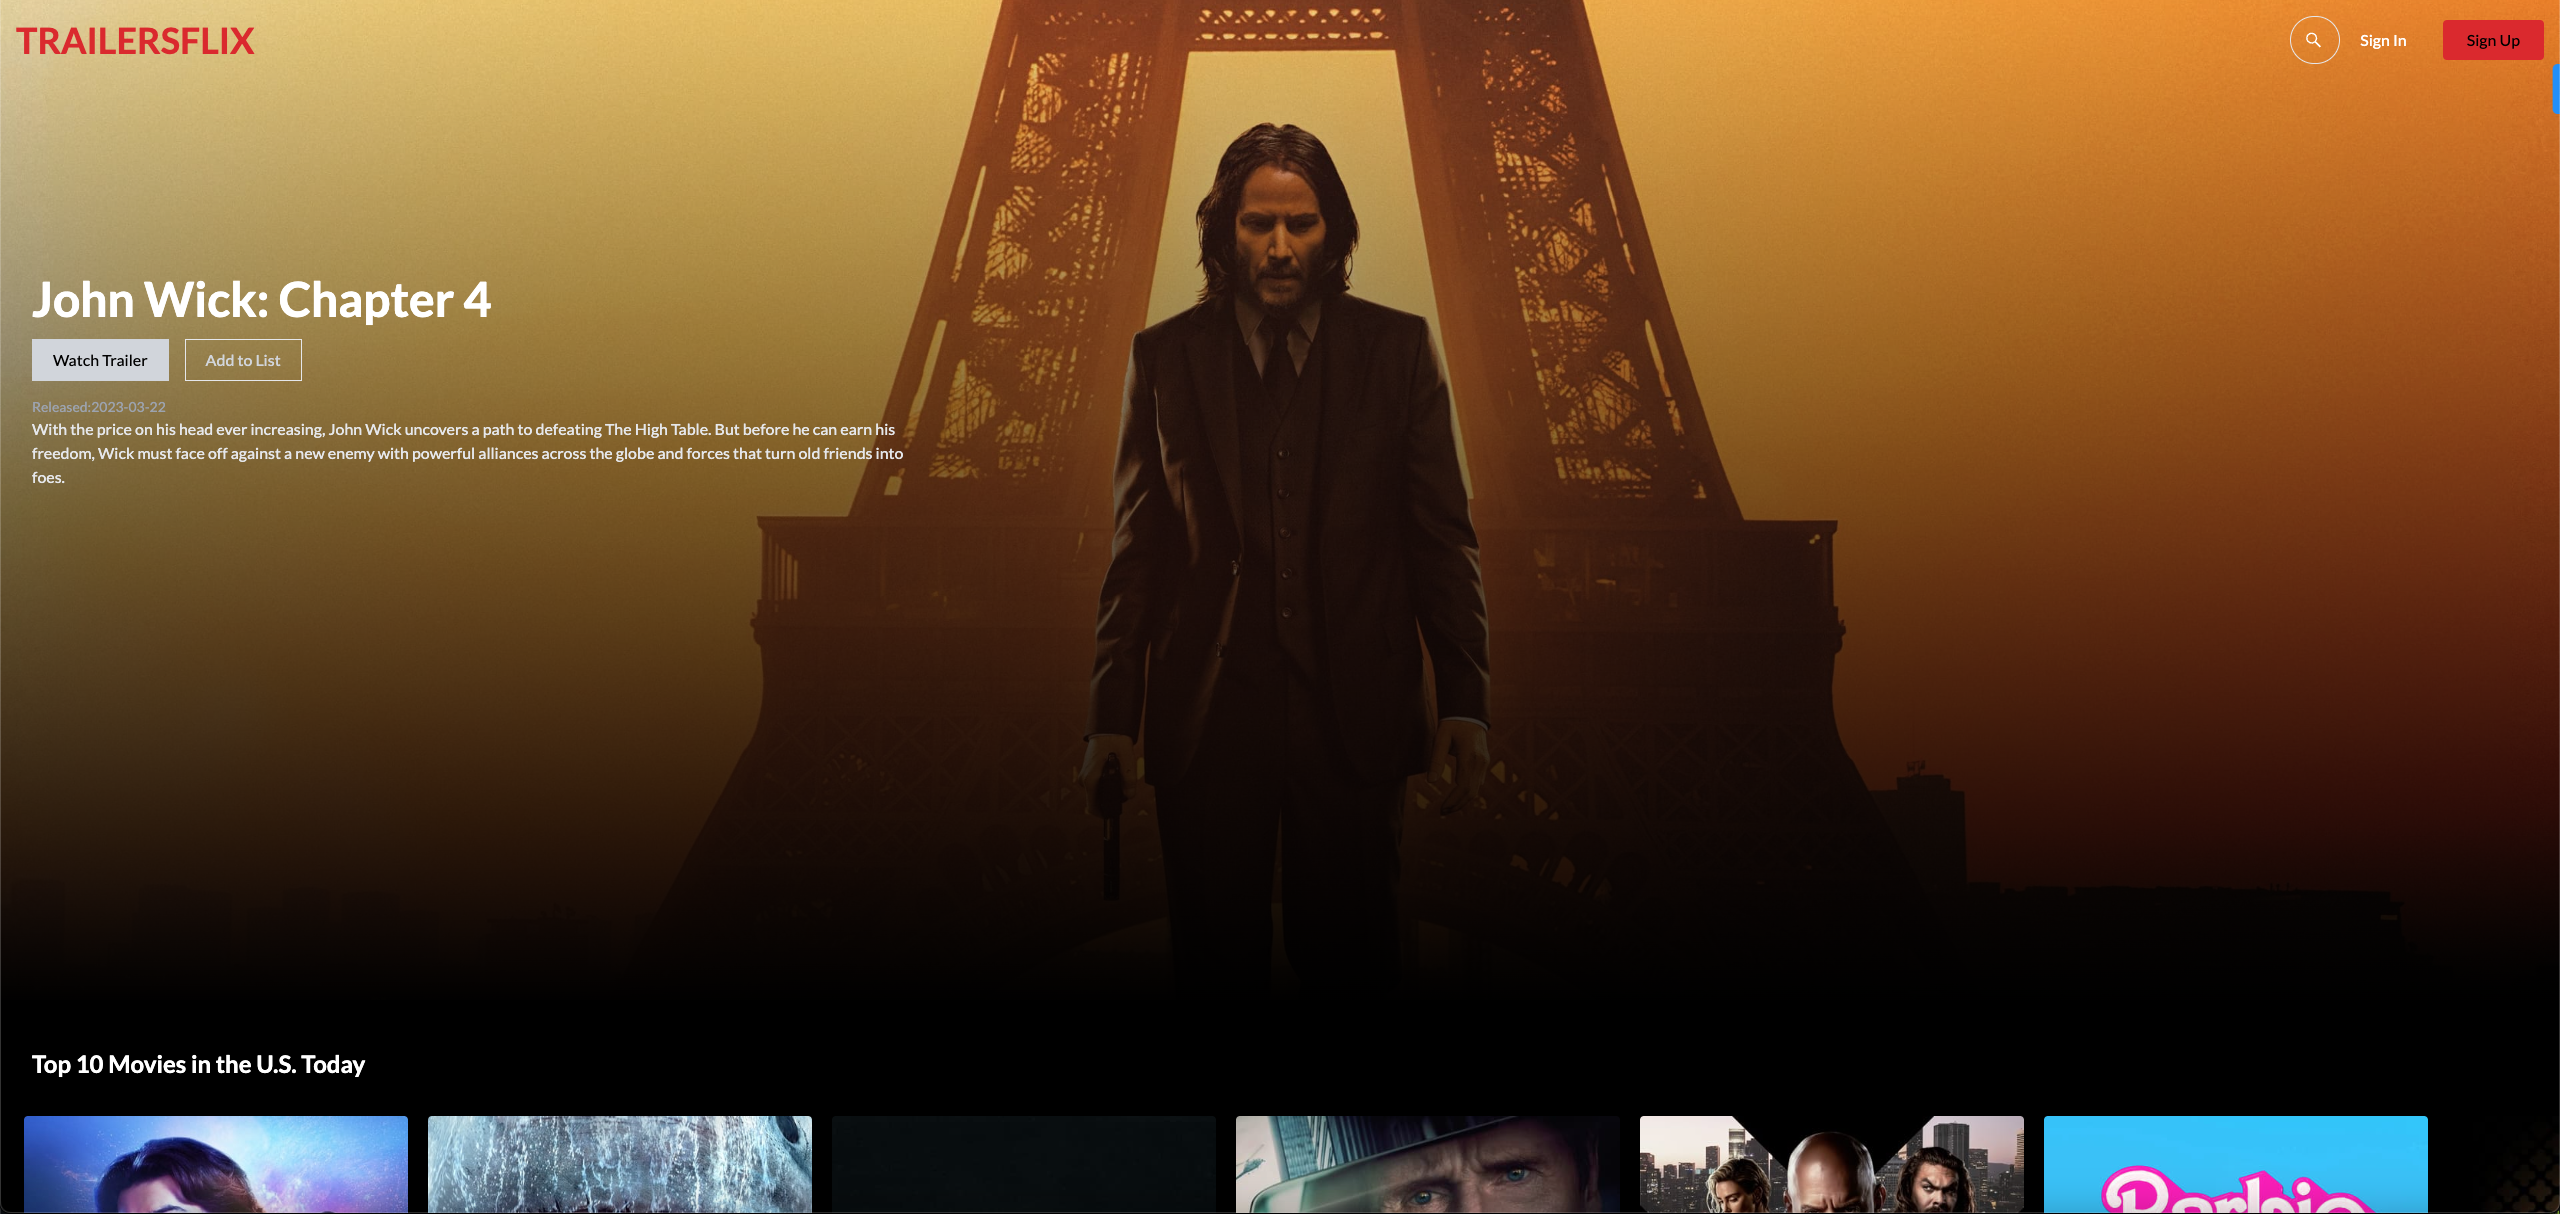 TRAILERSFLIX
Sign In
Sign Up
John Wick: Chapter 4
Watch Trailer
Add to List
Released:2023-03-22
With the price on his head ever increasing, John Wick uncovers a path to defeating The High Table. But before he can earn his
freedom, Wick must face off against a new enemy with powerful alliances across the globe and forces that turn old friends into
foes.
Top 10 Movies in the U.S. Today
Barbie